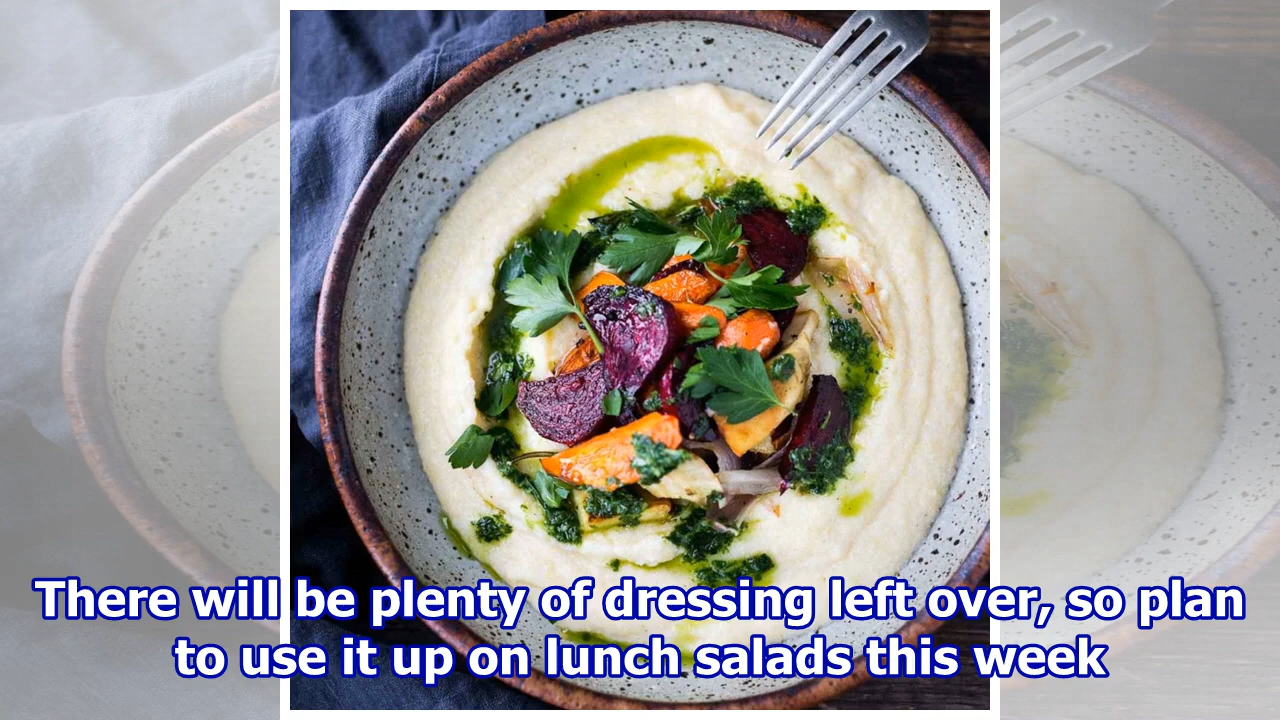 There will be plenty of dressing left over, so plan
to use it up on lunch salads this week